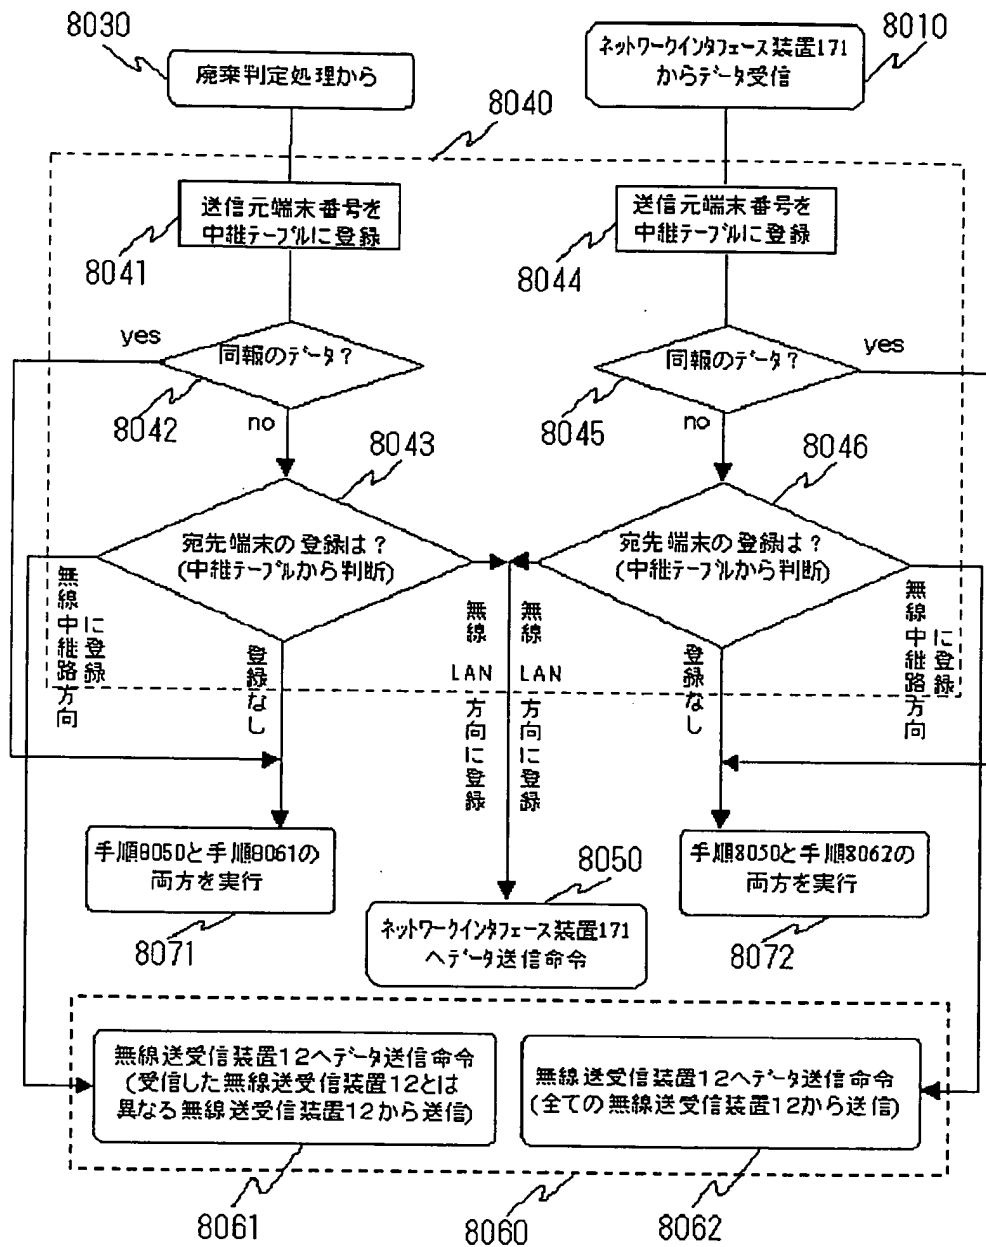 8030
8010
廃棄判定処理から
ネットワークインタフェース装置171
からデータ受信
8040
送信元端末番号を
中継テーブルに登録
送信元端末番号を
中継テーブルに登録
8041
8044
yes
同報のデータ?
同報のデータ?
yes
8042
no
8045
no
8043
8046
宛先端末の登録は?
(中継テーブルから判断)
宛先端末の登録は?
(中継テーブルから判断)
無線中継路方向
に登録
登録なし
無線LAN方向に登録
無線LAN方向に登録
登録なし
無線中継路方向
に登録
手順8050と手順8061の
両方を実行
8071
8050
ネットワークインタフェース装置171
へデータ送信命令
手順8050と手順8062の
両方を実行
8072
無線送受信装置12へデータ送信命令
(受信した無線送受信装置12とは
異なる無線送受信装置12から送信)
無線送受信装置12へデータ送信命令
(全ての無線送受信装置12から送信)
8061
8060
8062